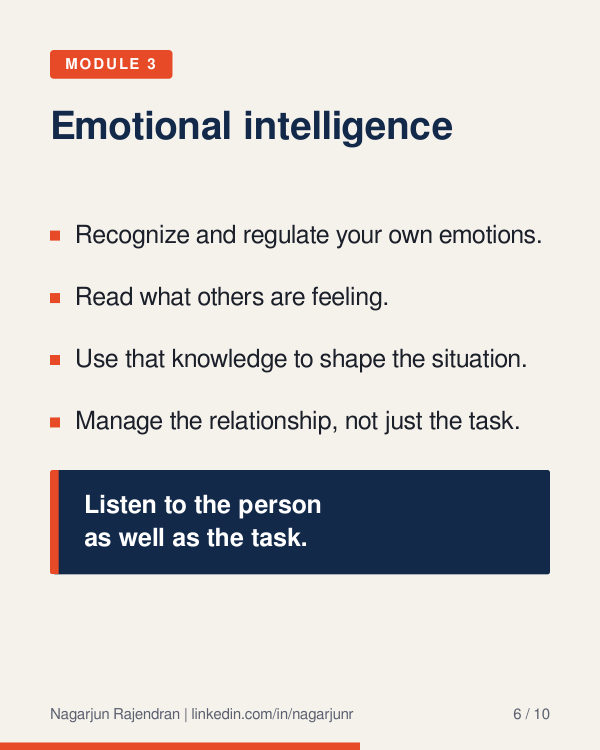 MODULE 3
Emotional intelligence
Recognize and regulate your own emotions.
Read what others are feeling.
Use that knowledge to shape the situation.
Manage the relationship, not just the task.
Listen to the person
as well as the task.
Nagarjun Rajendran | linkedin.com/in/nagarjunr
6 / 10